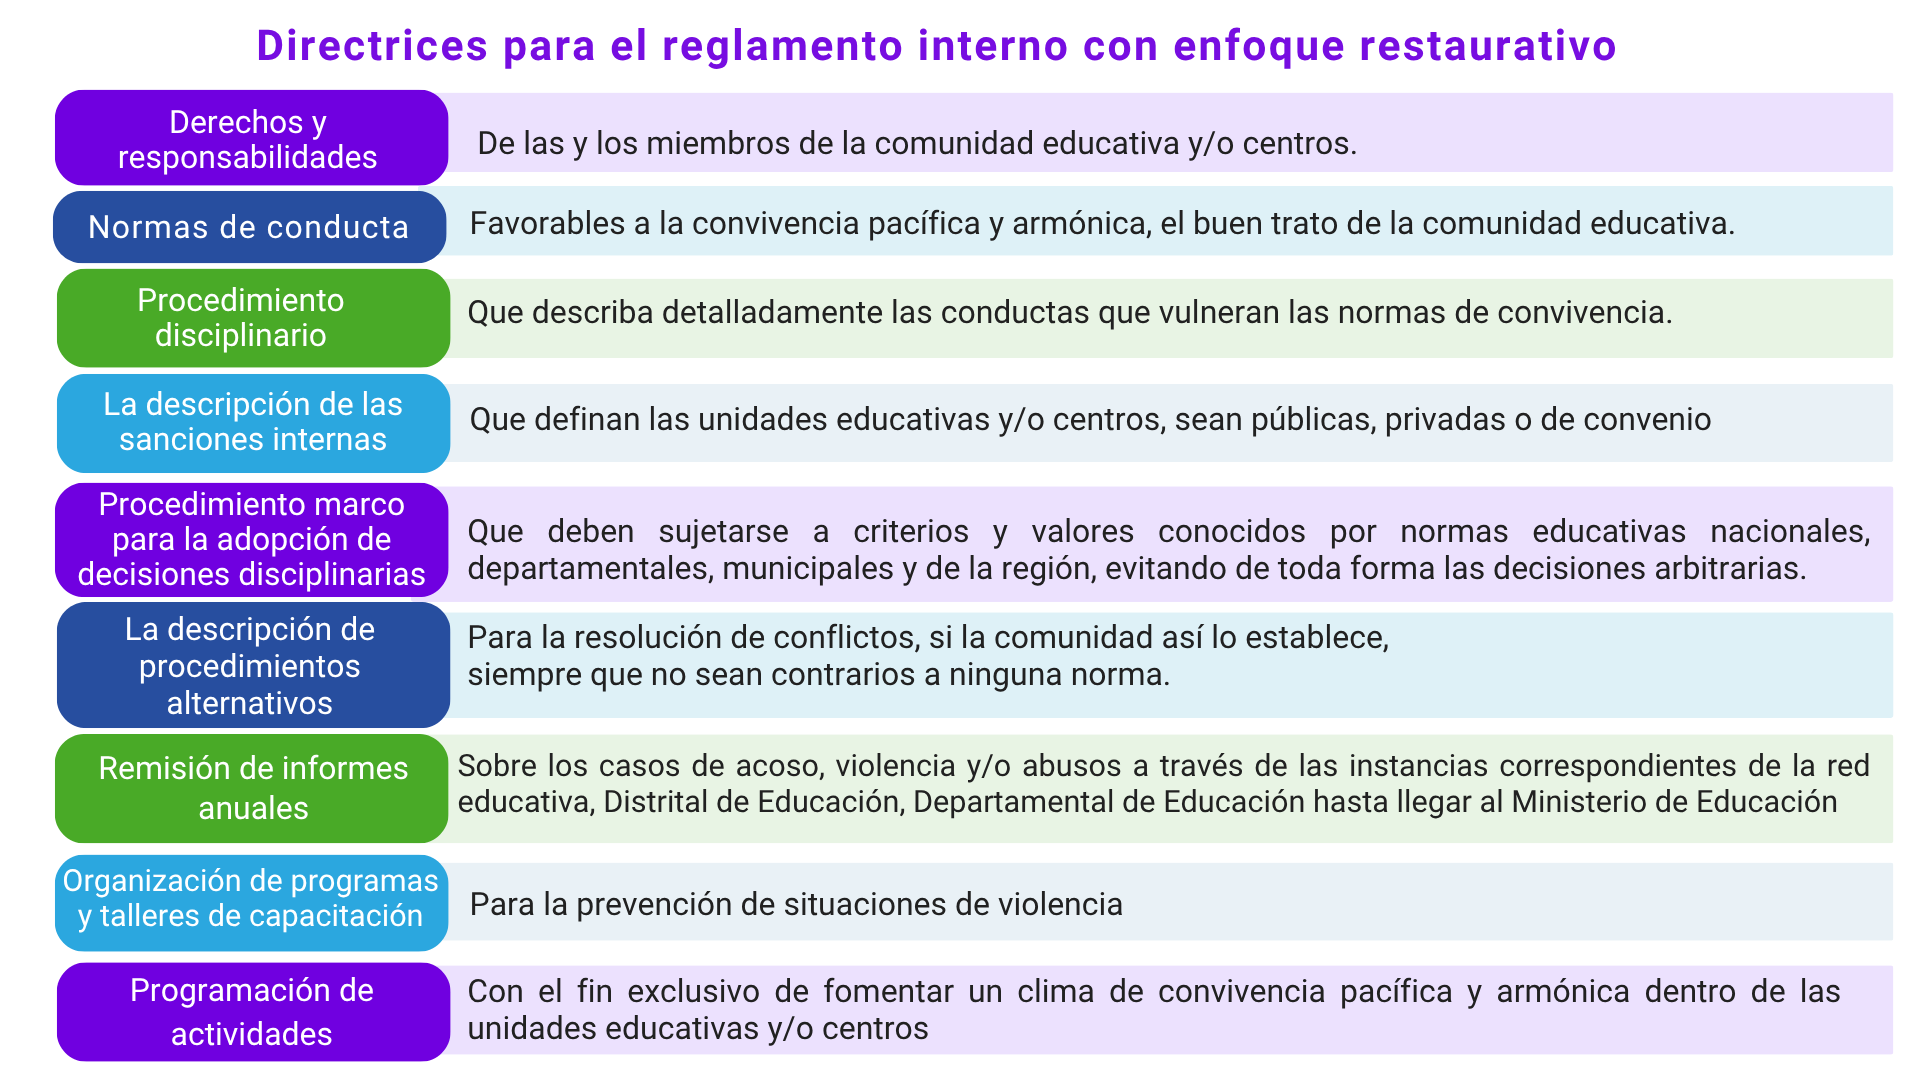 Directrices para el reglamento interno con enfoque restaurativo
Derechos y
responsabilidades
De las y los miembros de la comunidad educativa y/o centros.
Normas de conducta
Favorables a la convivencia pacífica y armónica, el buen trato de la comunidad educativa.
Procedimiento
disciplinario
Que describa detalladamente las conductas que vulneran las normas de convivencia.
La descripción de las
sanciones internas
Que definan las unidades educativas y/o centros, sean públicas, privadas o de convenio
Procedimiento marco
para la adopción de
decisiones disciplinarias
Que deben sujetarse a criterios y valores conocidos por normas educativas nacionales,
departamentales, municipales y de la región, evitando de toda forma las decisiones arbitrarias.
La descripción de
procedimientos
alternativos
Para la resolución de conflictos, si la comunidad así lo establece,
siempre que no sean contrarios a ninguna norma.
Remisión de informes
anuales
Sobre los casos de acoso, violencia y/o abusos a través de las instancias correspondientes de la red
educativa, Distrital de Educación, Departamental de Educación hasta llegar al Ministerio de Educación
Organización de programas
y talleres de capacitación
Para la prevención de situaciones de violencia
Programación de
actividades
Con el fin exclusivo de fomentar un clima de convivencia pacífica y armónica dentro de las
unidades educativas y/o centros